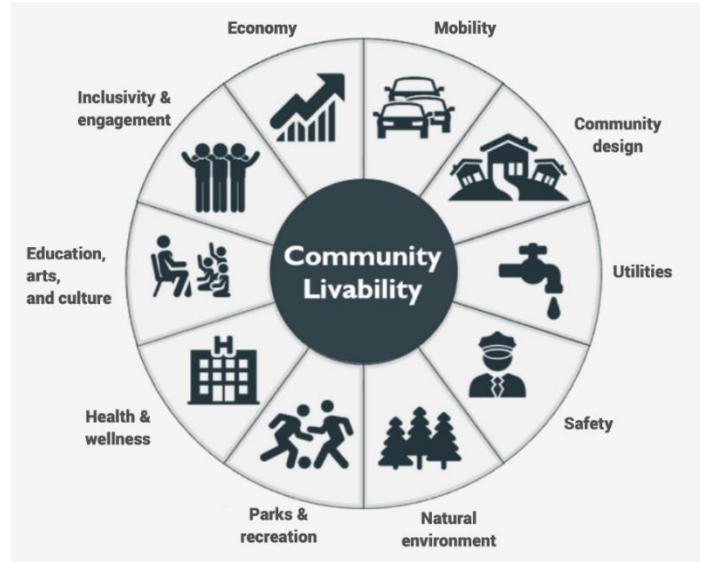 Economy
Mobility
Inclusivity &
engagement
Community
design
Community
Livability
Education,
arts,
and culture
Utilities
Health &
wellness
Safety
Parks &
recreation
Natural
environment
H